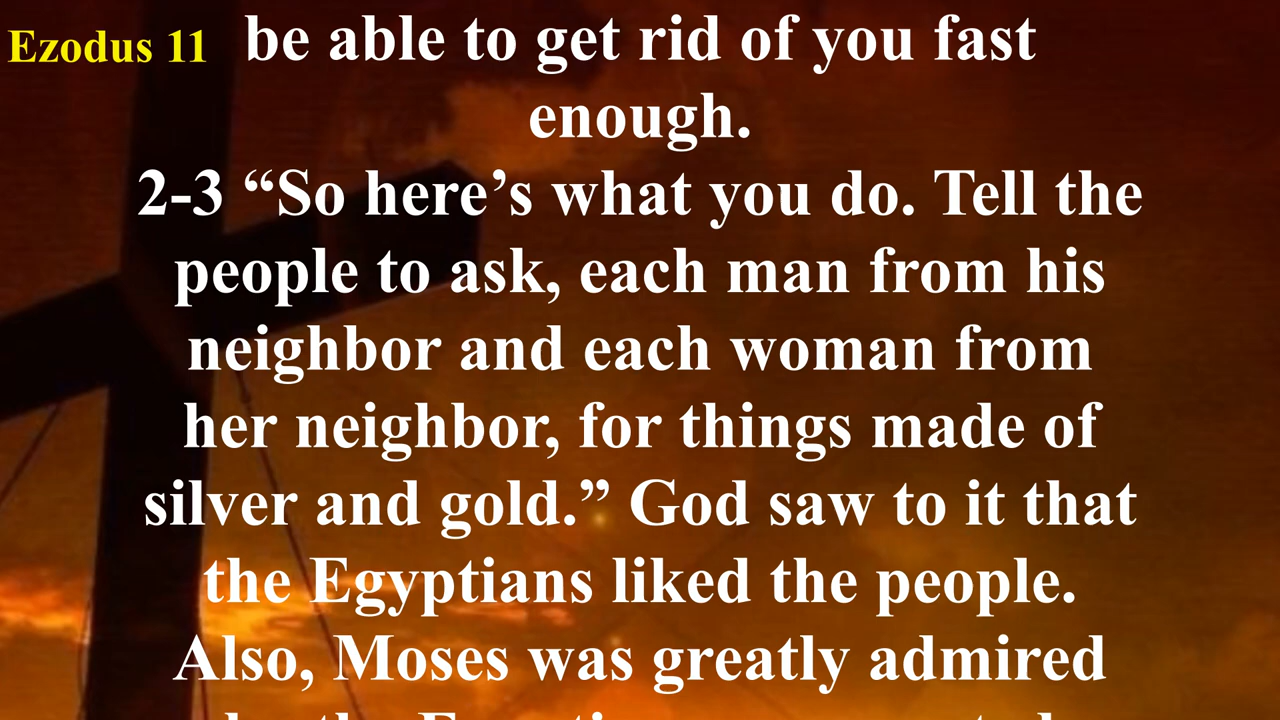 Ezodus 11
be able to get rid of you fast
enough.
2-3 “So here’s what you do. Tell the
people to ask, each man from his
neighbor and each woman from
her neighbor, for things made of
silver and gold.” God saw to it that
the Egyptians liked the people.
Also, Moses was greatly admired